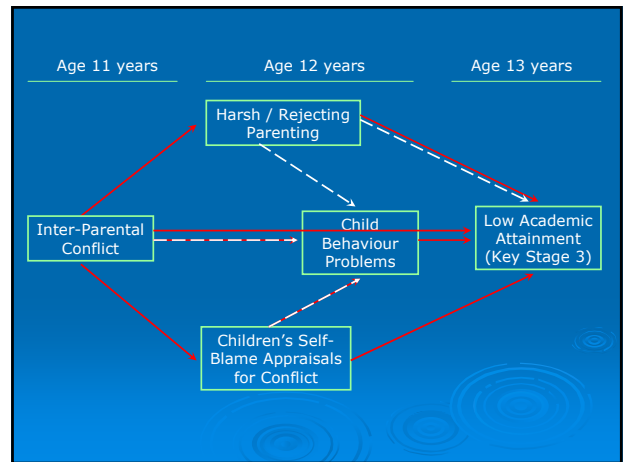 Age 11 years
Age 12 years
Age 13 years
Harsh / Rejecting
Parenting
Inter-Parental
Conflict
Child
Behaviour
Problems
Low Academic
Attainment
(Key Stage 3)
Children’s Self-
Blame Appraisals
for Conflict